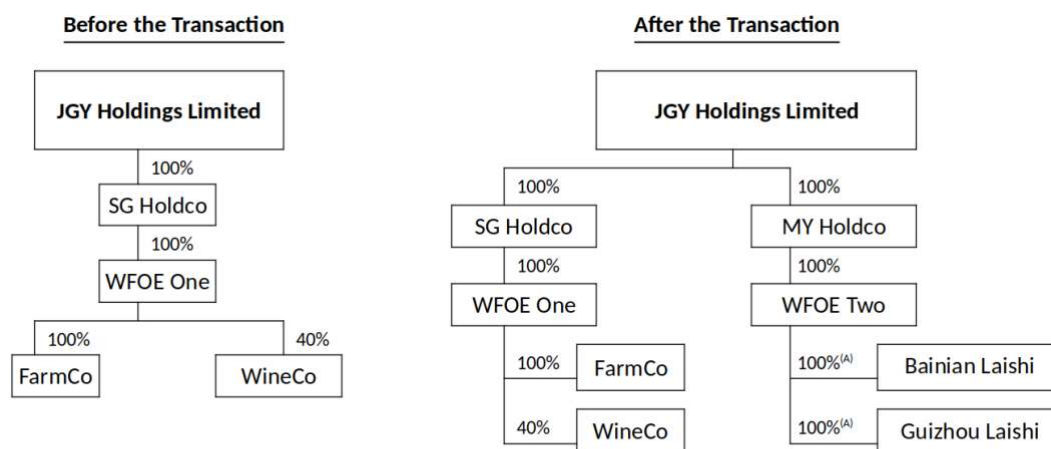 Before the Transaction
JGY Holdings Limited
100%
SG Holdco
100%
WFOE One
100%
40%
FarmCo
WineCo
After the Transaction
JGY Holdings Limited
100%
100%
SG Holdco
MY Holdco
100%
100%
WFOE One
WFOE Two
100%
FarmCo
100%(A)
Bainian Laishi
40%
WineCo
100%(A)
Guizhou Laishi